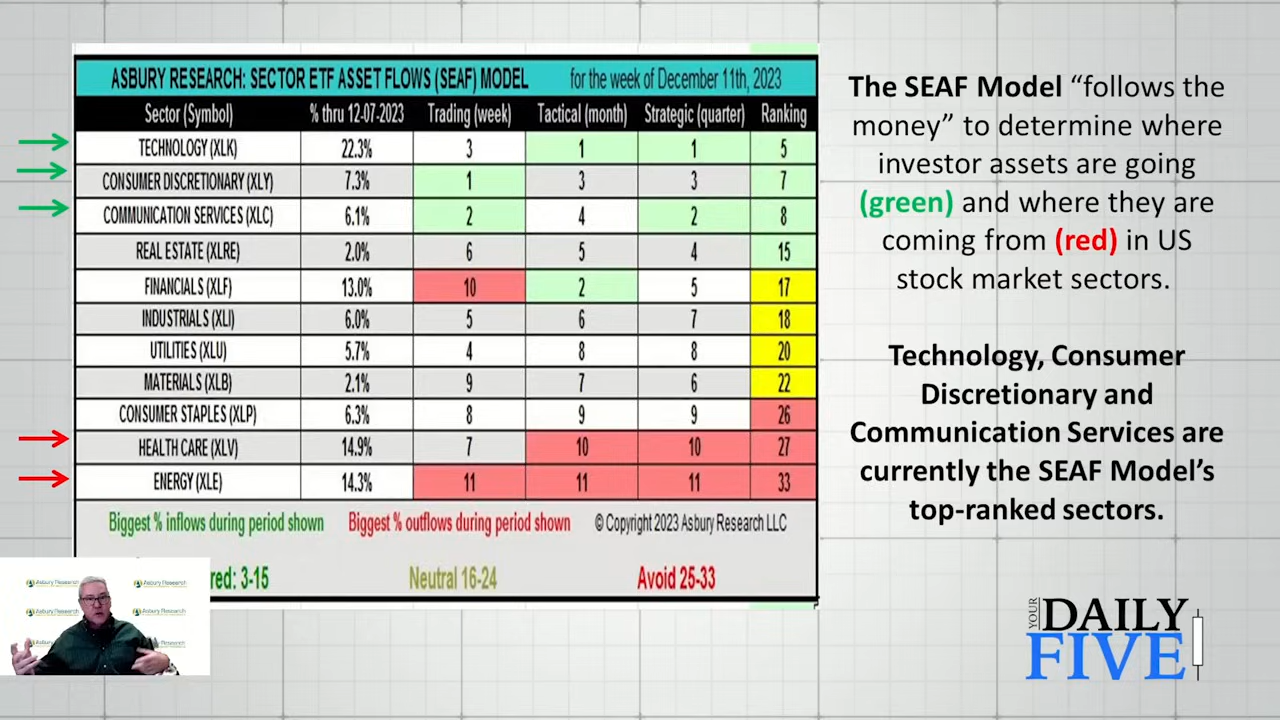 ASBURY RESEARCH: SECTOR ETF ASSET FLOWS (SEAF) MODEL for the week of December 11th, 2023
Sector (Symbol) % thru 12-07-2023 Trading (week) Tactical (month) Strategic (quarter) Ranking
TECHNOLOGY (XLK) 22.3% 3 1 1 5
CONSUMER DISCRETIONARY (XLY) 7.3% 1 3 3 7
COMMUNICATION SERVICES (XLC) 6.1% 2 4 2 8
REAL ESTATE (XLRE) 2.0% 6 5 4 15
FINANCIALS (XLF) 13.0% 10 2 5 17
INDUSTRIALS (XLI) 6.0% 5 6 7 18
UTILITIES (XLU) 5.7% 4 8 8 20
MATERIALS (XLB) 2.1% 9 7 6 22
CONSUMER STAPLES (XLP) 6.3% 8 9 9 26
HEALTH CARE (XLV) 14.9% 7 10 10 27
ENERGY (XLE) 14.3% 11 11 11 33
Biggest % inflows during period shown Biggest % outflows during period shown © Copyright 2023 Asbury Research LLC
red: 3-15 Neutral 16-24 Avoid 25-33
The SEAF Model “follows the
money” to determine where
investor assets are going
(green) and where they are
coming from (red) in US
stock market sectors.
Technology, Consumer
Discretionary and
Communication Services are
currently the SEAF Model’s
top-ranked sectors.
Asbury Research Asbury Research
Asbury Research Asbury Research
YOUR DAILY
FIVE